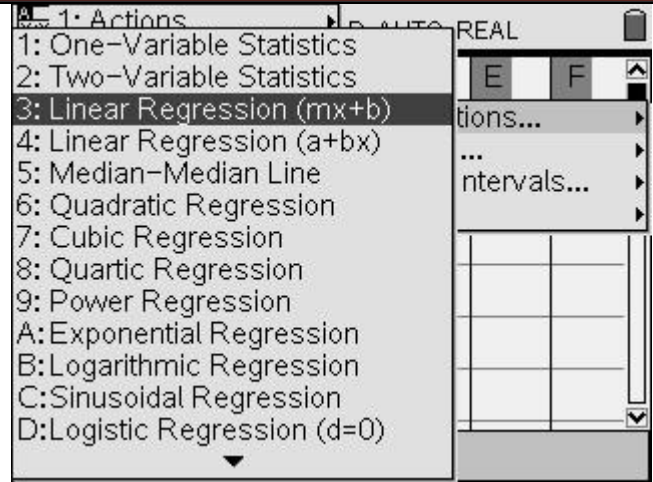 1: Actions
AUTO REAL
1: One-Variable Statistics
2: Two-Variable Statistics
3: Linear Regression (mx+b)
4: Linear Regression (a+bx)
5: Median-Median Line
6: Quadratic Regression
7: Cubic Regression
8: Quartic Regression
9: Power Regression
A:Exponential Regression
B:Logarithmic Regression
C:Sinusoidal Regression
D:Logistic Regression (d=0)
E F
tions...
...
ntervals...